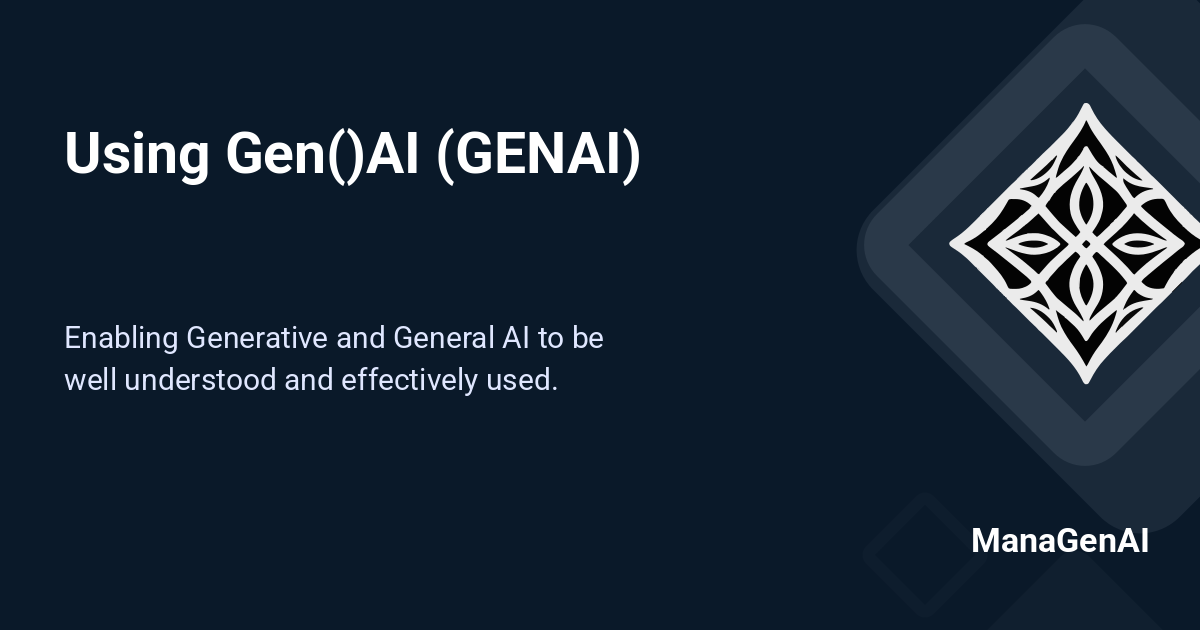 Using Gen()AI (GENAI)
Enabling Generative and General AI to be
well understood and effectively used.
ManaGenAI